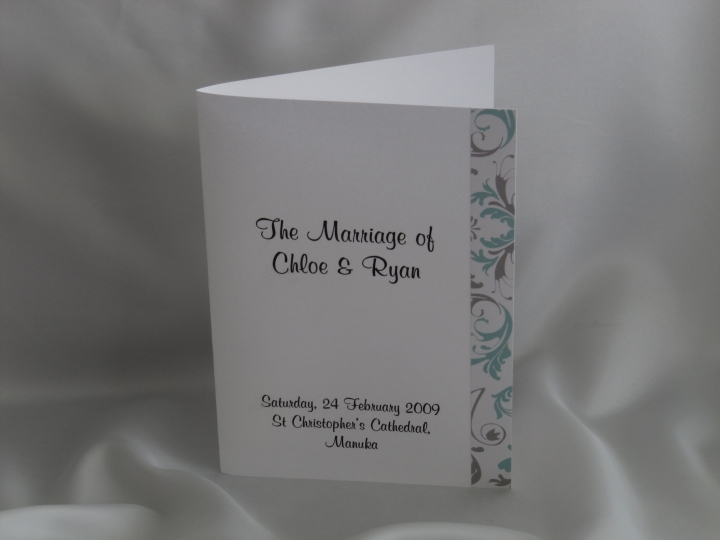 The Marriage of
Chloe & Ryan
Saturday, 24 February 2009
St Christopher's Cathedral,
Manuka